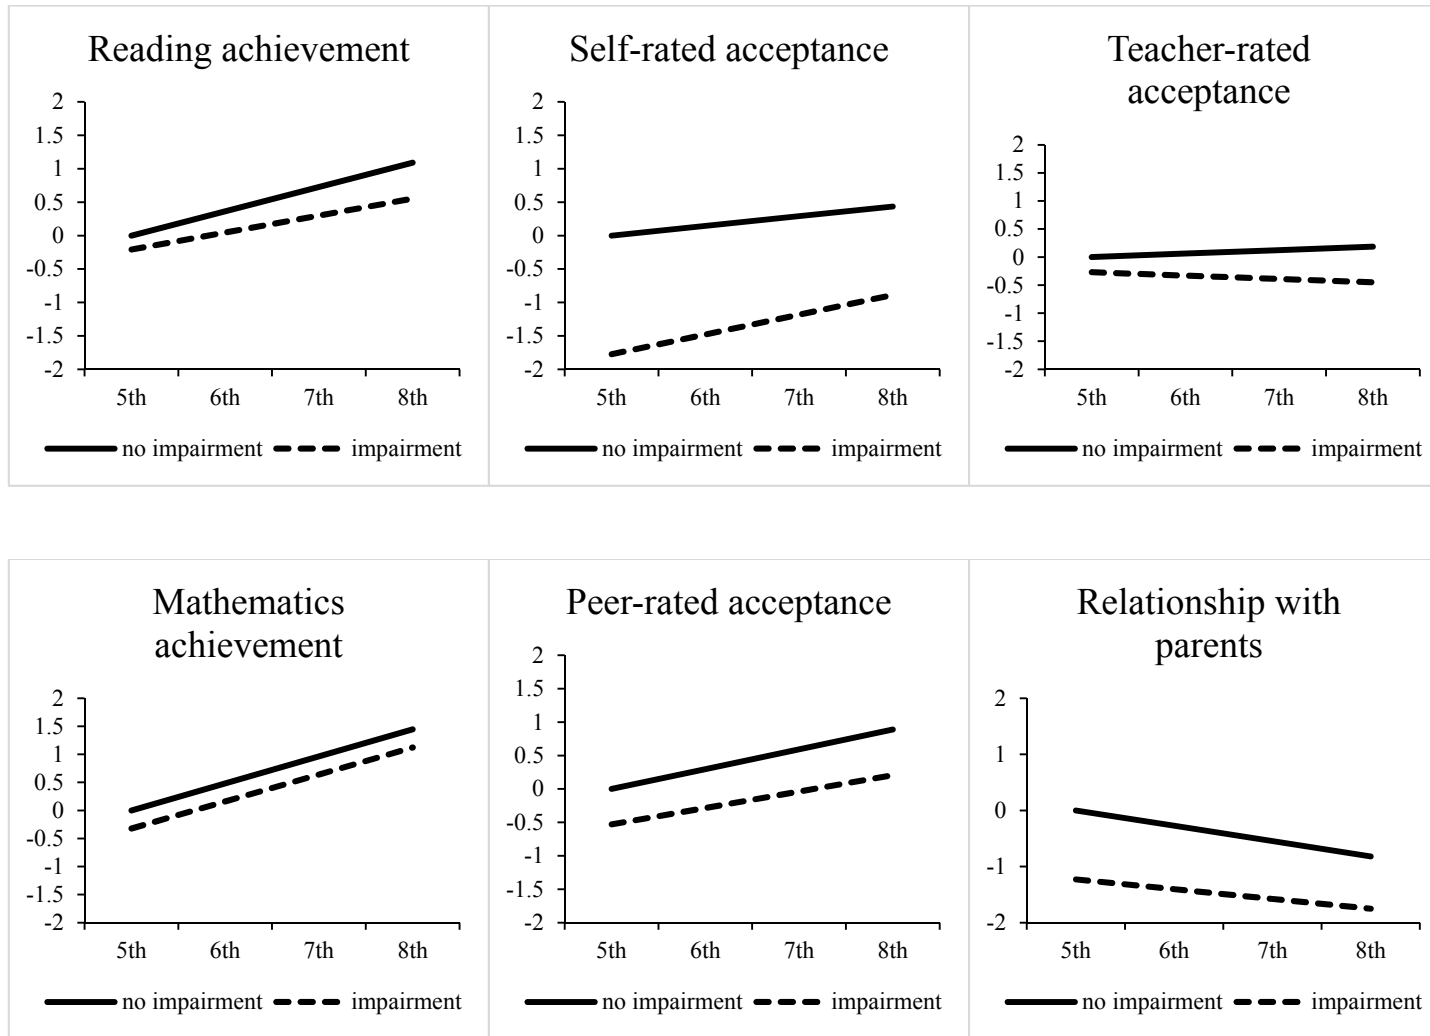 Reading achievement
2
1.5
1
0.5
0
-0.5
-1
-1.5
-2
5th 6th 7th 8th
no impairment impairment
Self-rated acceptance
2
1.5
1
0.5
0
-0.5
-1
-1.5
-2
5th 6th 7th 8th
no impairment impairment
Teacher-rated
acceptance
2
1.5
1
0.5
0
-0.5
-1
-1.5
-2
5th 6th 7th 8th
no impairment impairment
Mathematics
achievement
2
1.5
1
0.5
0
-0.5
-1
-1.5
-2
5th 6th 7th 8th
no impairment impairment
Peer-rated acceptance
2
1.5
1
0.5
0
-0.5
-1
-1.5
-2
5th 6th 7th 8th
no impairment impairment
Relationship with
parents
2
1
0
-1
-2
5th 6th 7th 8th
no impairment impairment